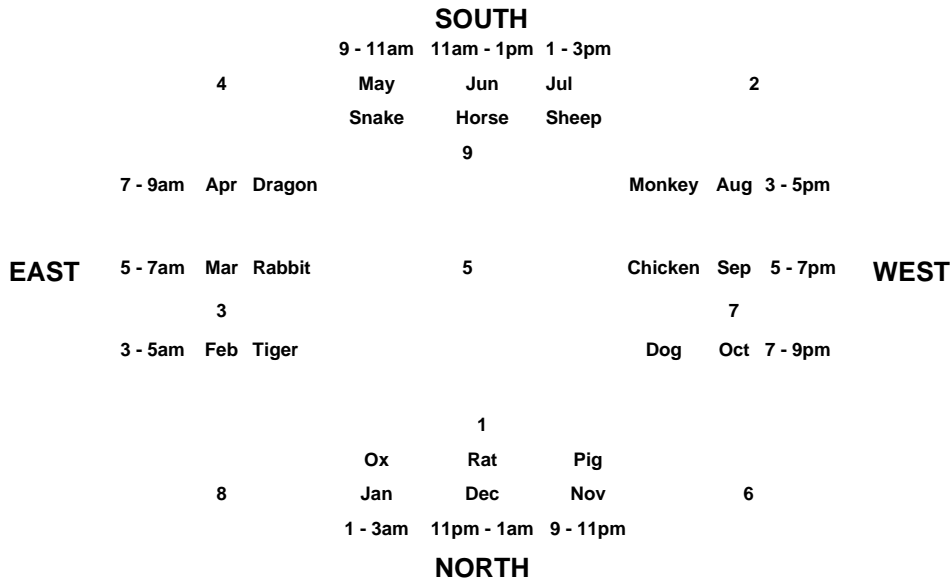 SOUTH
9 - 11am 11am - 1pm 1 - 3pm
4 May Jun Jul 2
Snake Horse Sheep
9
7 - 9am Apr Dragon Monkey Aug 3 - 5pm
EAST 5 - 7am Mar Rabbit 5 Chicken Sep 5 - 7pm WEST
3 7
3 - 5am Feb Tiger Dog Oct 7 - 9pm
1
Ox Rat Pig
8 Jan Dec Nov 6
1 - 3am 11pm - 1am 9 - 11pm
NORTH